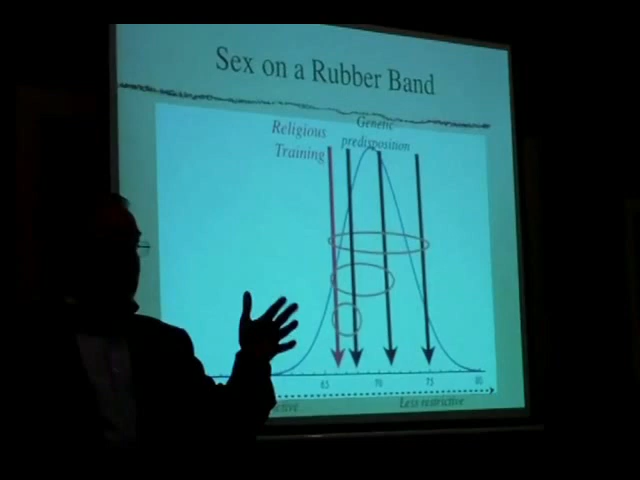 Sex on a Rubber Band
Religious
Training
Genetic
predisposition
65 70 75 80
Less restrictive